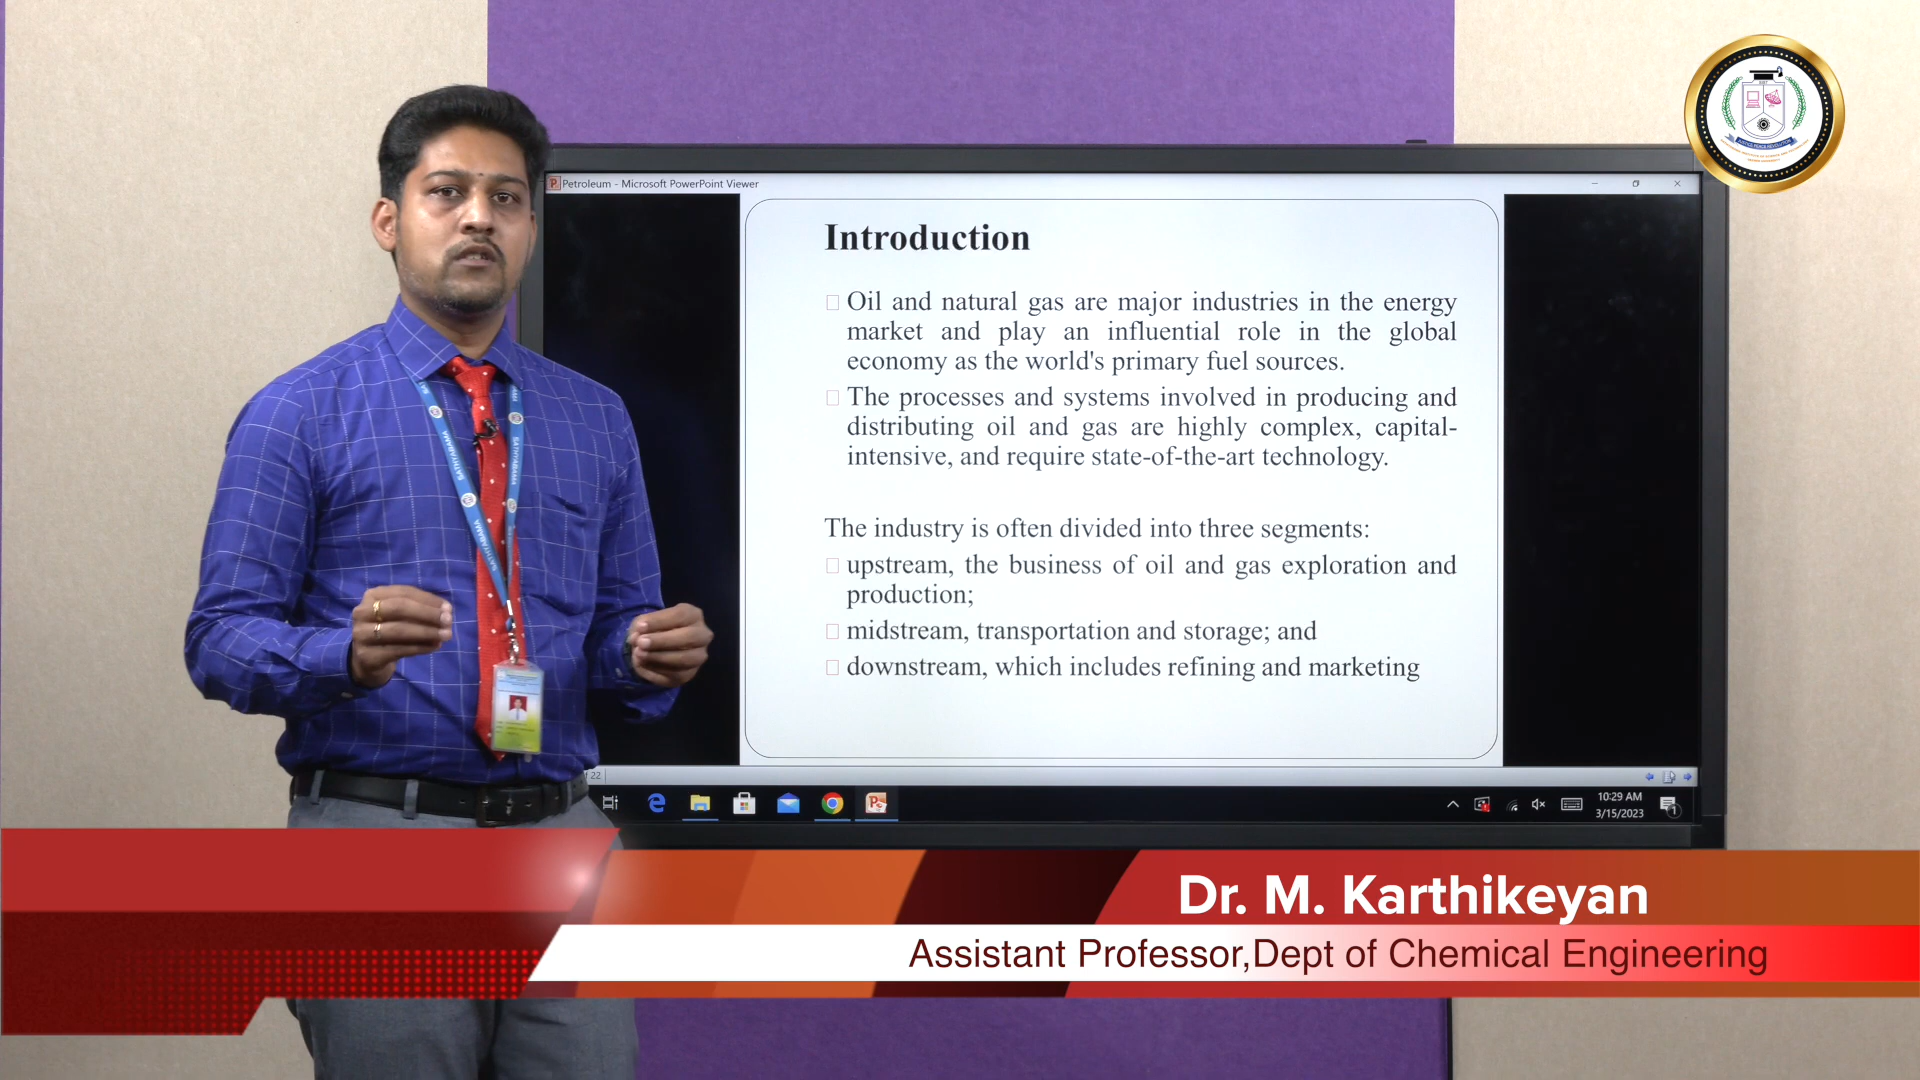 Petroleum - Microsoft PowerPoint Viewer
Introduction
Oil and natural gas are major industries in the energy
market and play an influential role in the global
economy as the world's primary fuel sources.
The processes and systems involved in producing and
distributing oil and gas are highly complex, capital-
intensive, and require state-of-the-art technology.
The industry is often divided into three segments:
upstream, the business of oil and gas exploration and
production;
midstream, transportation and storage; and
downstream, which includes refining and marketing
22
10:29 AM
3/15/2023
1
SATHYABAMA
SATHYABAMA
SATHYABAMA
Dr. M. Karthikeyan
Assistant Professor,Dept of Chemical Engineering